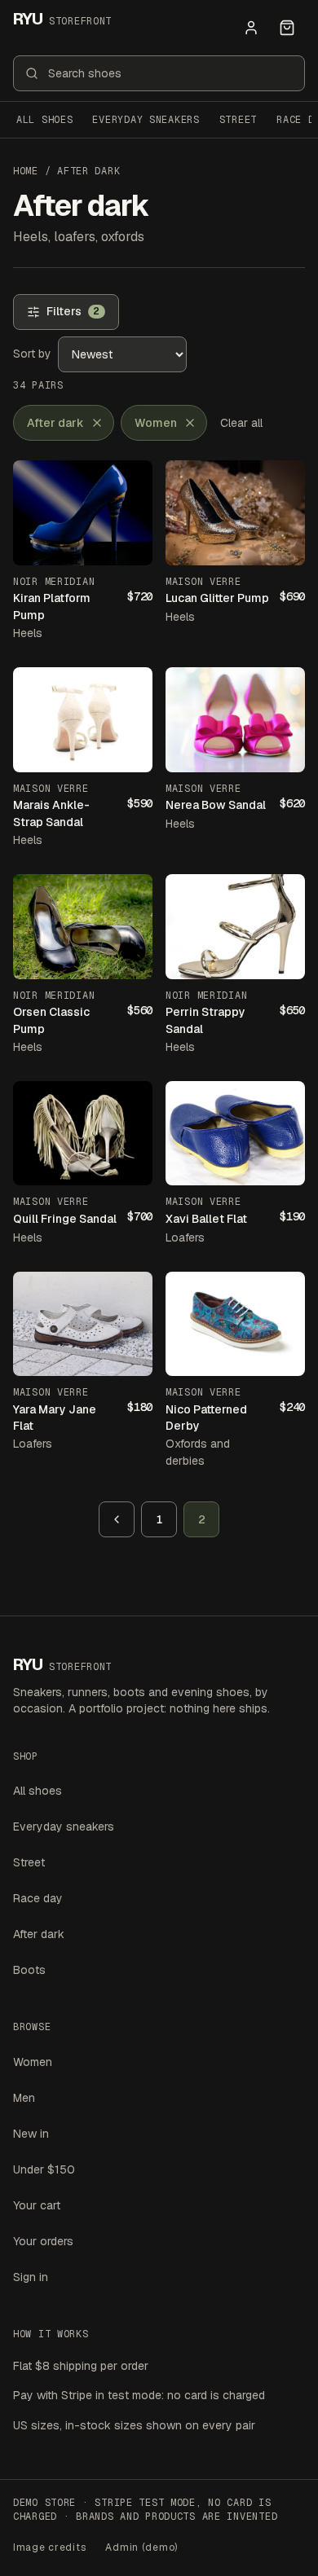 RYU STOREFRONT
Search shoes
ALL SHOES EVERYDAY SNEAKERS STREET RACE D
HOME / AFTER DARK
After dark
Heels, loafers, oxfords
Filters 2
Sort by Newest
34 PAIRS
After dark Women Clear all
NOIR MERIDIAN
Kiran Platform Pump $720
Heels
MAISON VERRE
Lucan Glitter Pump $690
Heels
MAISON VERRE
Marais Ankle-Strap Sandal $590
Heels
MAISON VERRE
Nerea Bow Sandal $620
Heels
NOIR MERIDIAN
Orsen Classic Pump $560
Heels
NOIR MERIDIAN
Perrin Strappy Sandal $650
Heels
MAISON VERRE
Quill Fringe Sandal $700
Heels
MAISON VERRE
Xavi Ballet Flat $190
Loafers
MAISON VERRE
Yara Mary Jane Flat $180
Loafers
MAISON VERRE
Nico Patterned Derby $240
Oxfords and derbies
1 2
RYU STOREFRONT
Sneakers, runners, boots and evening shoes, by
occasion. A portfolio project: nothing here ships.
SHOP
All shoes
Everyday sneakers
Street
Race day
After dark
Boots
BROWSE
Women
Men
New in
Under $150
Your cart
Your orders
Sign in
HOW IT WORKS
Flat $8 shipping per order
Pay with Stripe in test mode: no card is charged
US sizes, in-stock sizes shown on every pair
DEMO STORE · STRIPE TEST MODE, NO CARD IS
CHARGED · BRANDS AND PRODUCTS ARE INVENTED
Image credits Admin (demo)